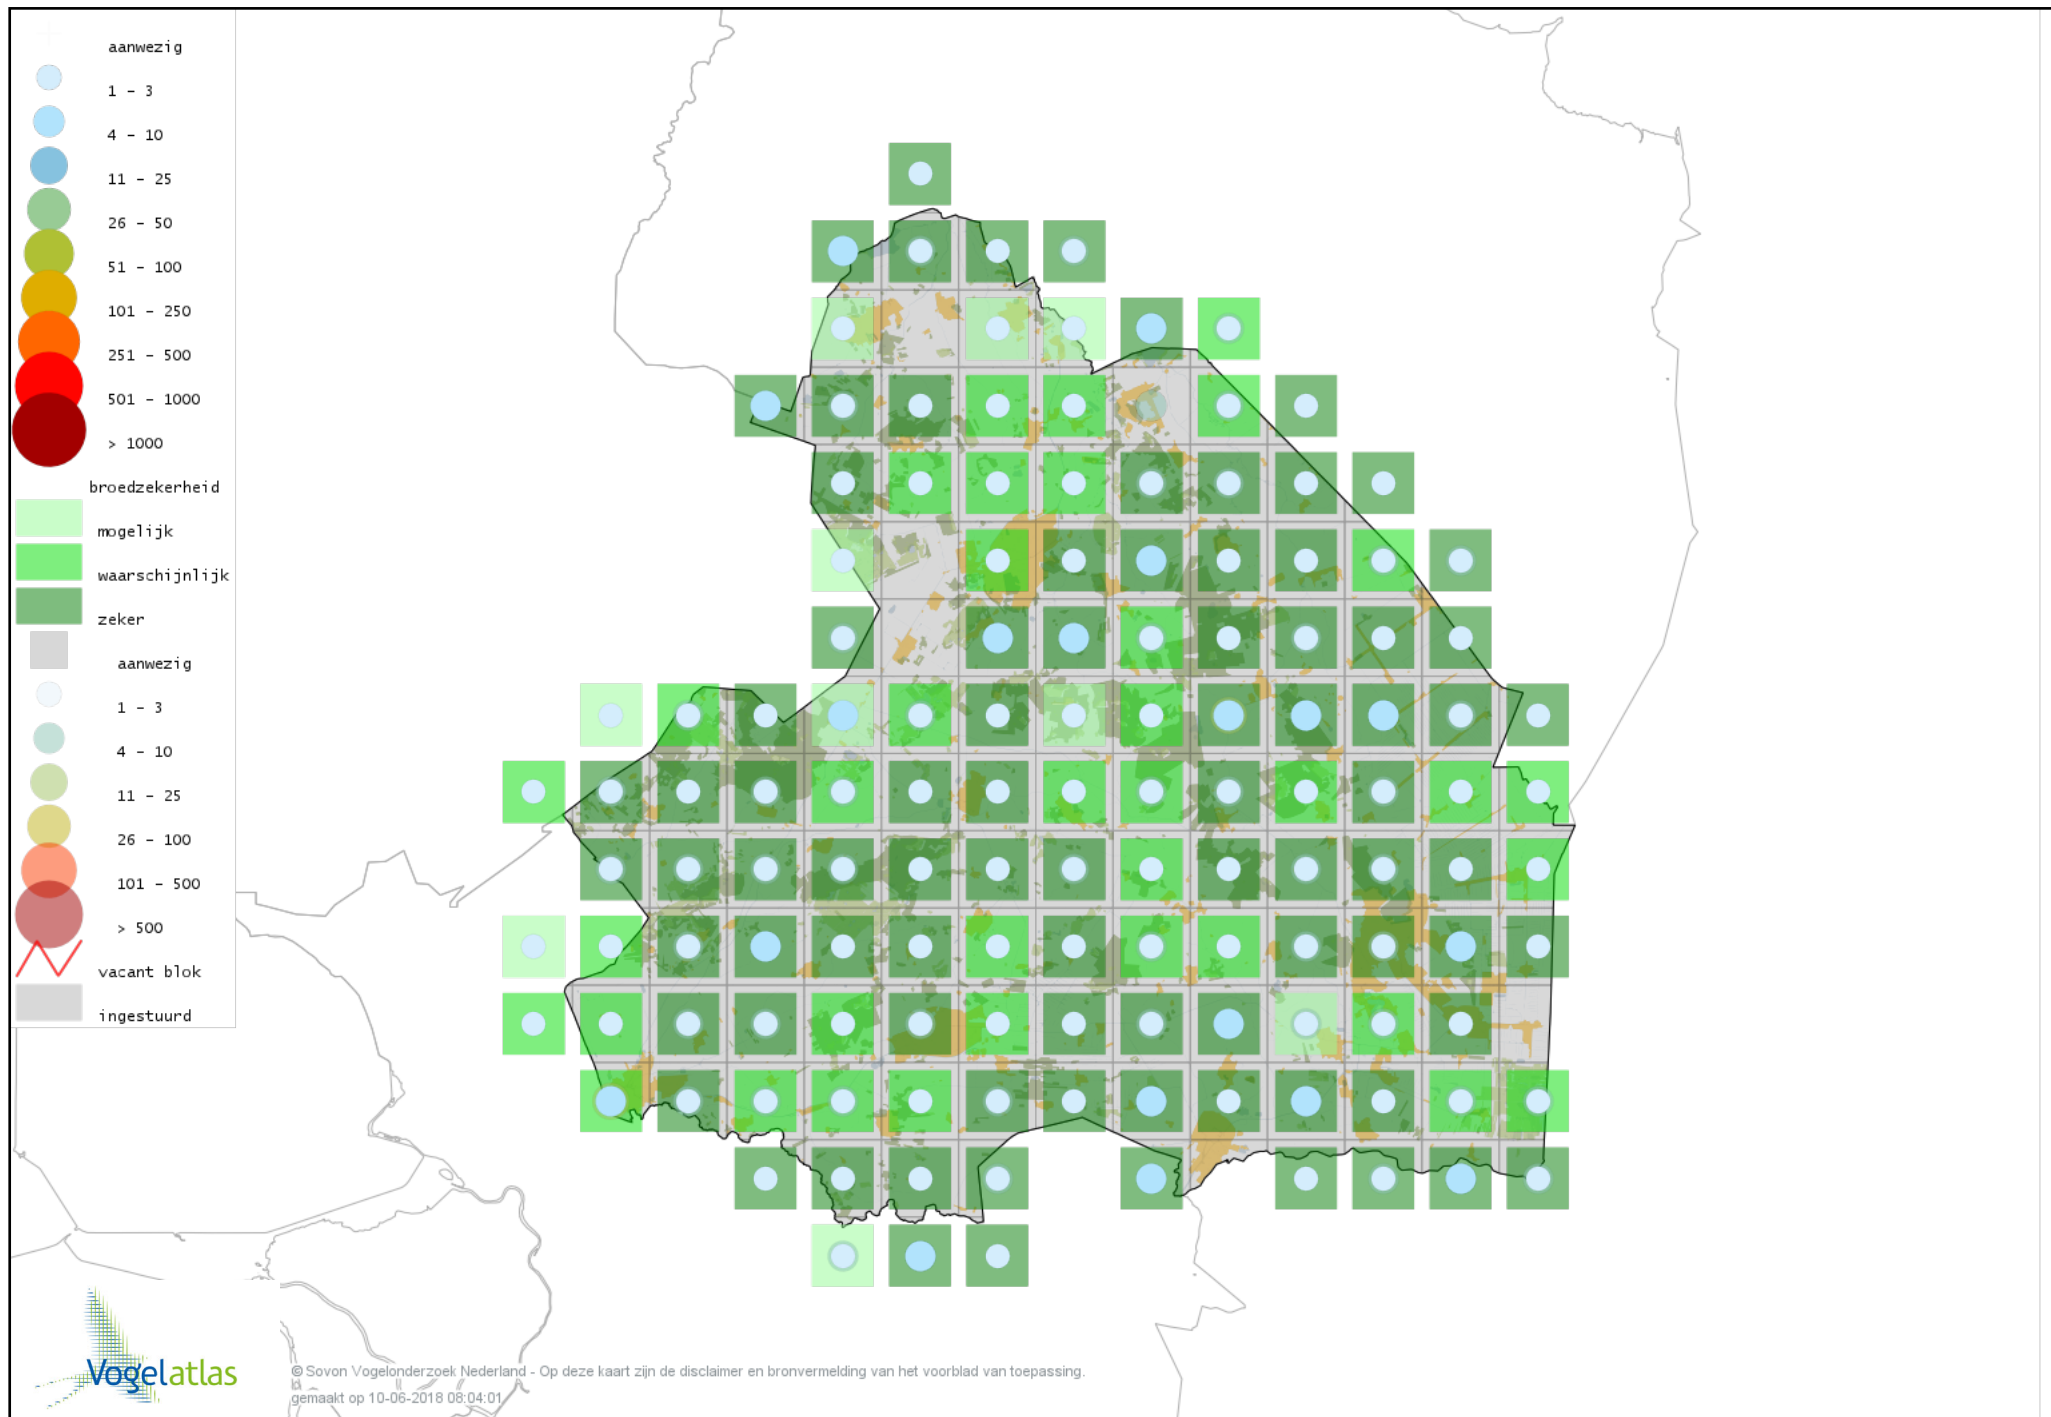 aanwezig
1 - 3
4 - 10
11 - 25
26 - 50
51 - 100
101 - 250
251 - 500
501 - 1000
> 1000
broedzekerheid
mogelijk
waarschijnlijk
zeker
aanwezig
1 - 3
4 - 10
11 - 25
26 - 100
101 - 500
> 500
vacant blok
ingestuurd
Vogelatlas
© Sovon Vogelonderzoek Nederland - Op deze kaart zijn de disclaimer en bronvermelding van het voorblad van toepassing.
gemaakt op 10-06-2018 08:04:01